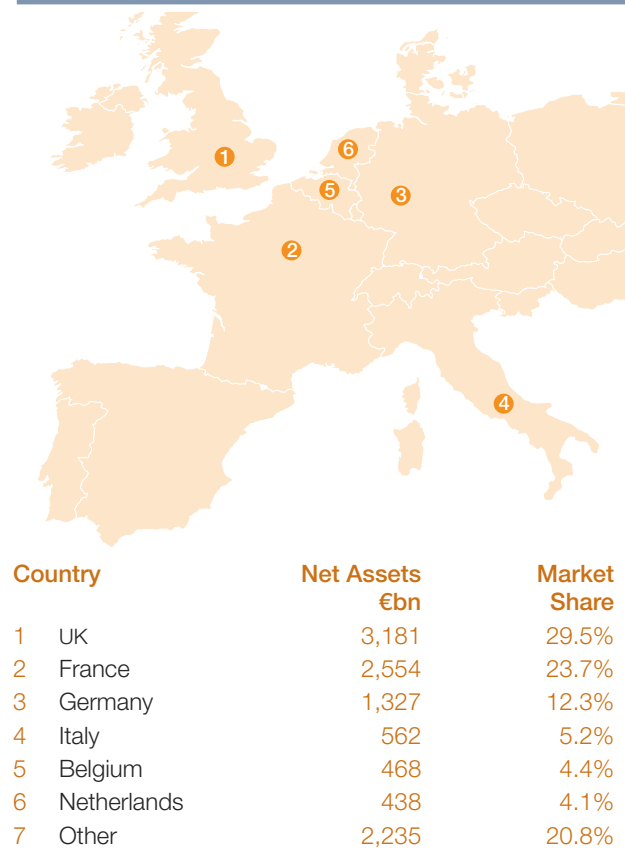 1
6
5
3
2
4
Country Net Assets Market
€bn Share
1 UK 3,181 29.5%
2 France 2,554 23.7%
3 Germany 1,327 12.3%
4 Italy 562 5.2%
5 Belgium 468 4.4%
6 Netherlands 438 4.1%
7 Other 2,235 20.8%